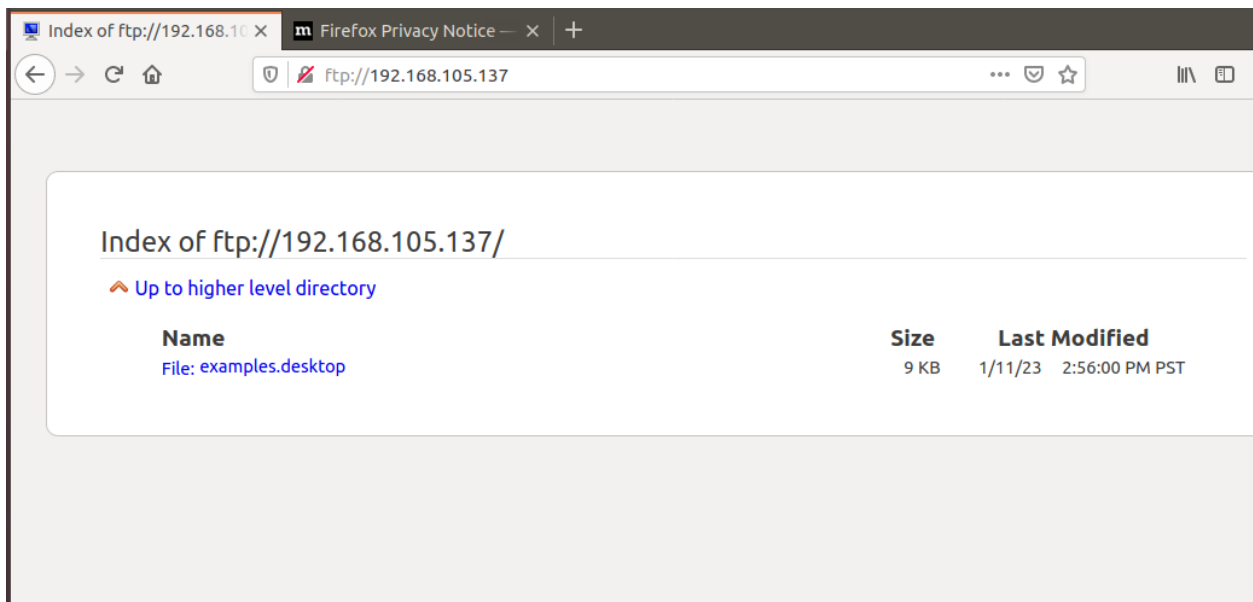 Index of ftp://192.168.10
m Firefox Privacy Notice —
ftp://192.168.105.137
Index of ftp://192.168.105.137/
Up to higher level directory
Name Size Last Modified
File: examples.desktop 9 KB 1/11/23 2:56:00 PM PST